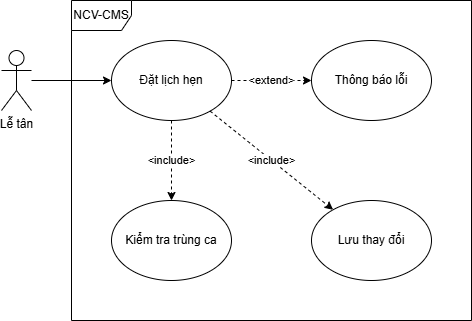 NCV-CMS
Lễ tân
Đặt lịch hẹn
<extend>
Thông báo lỗi
<include>
<include>
Kiểm tra trùng ca
Lưu thay đổi